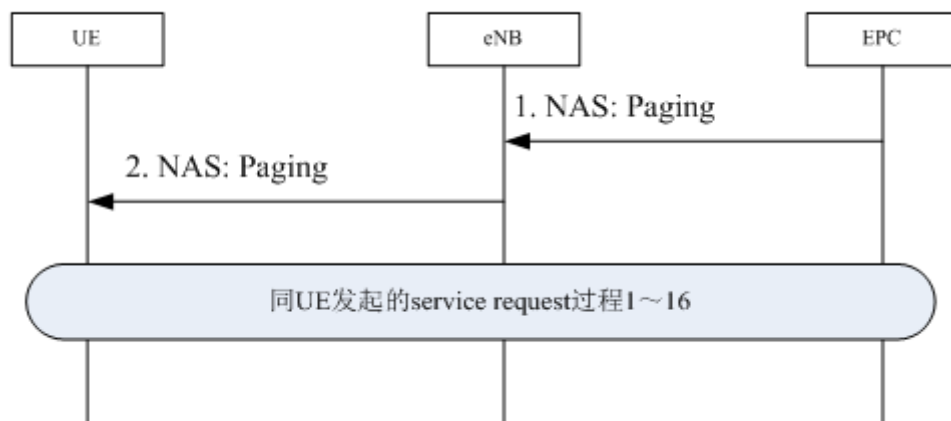 UE
eNB
EPC
1. NAS: Paging
2. NAS: Paging
同UE发起的service request过程1～16